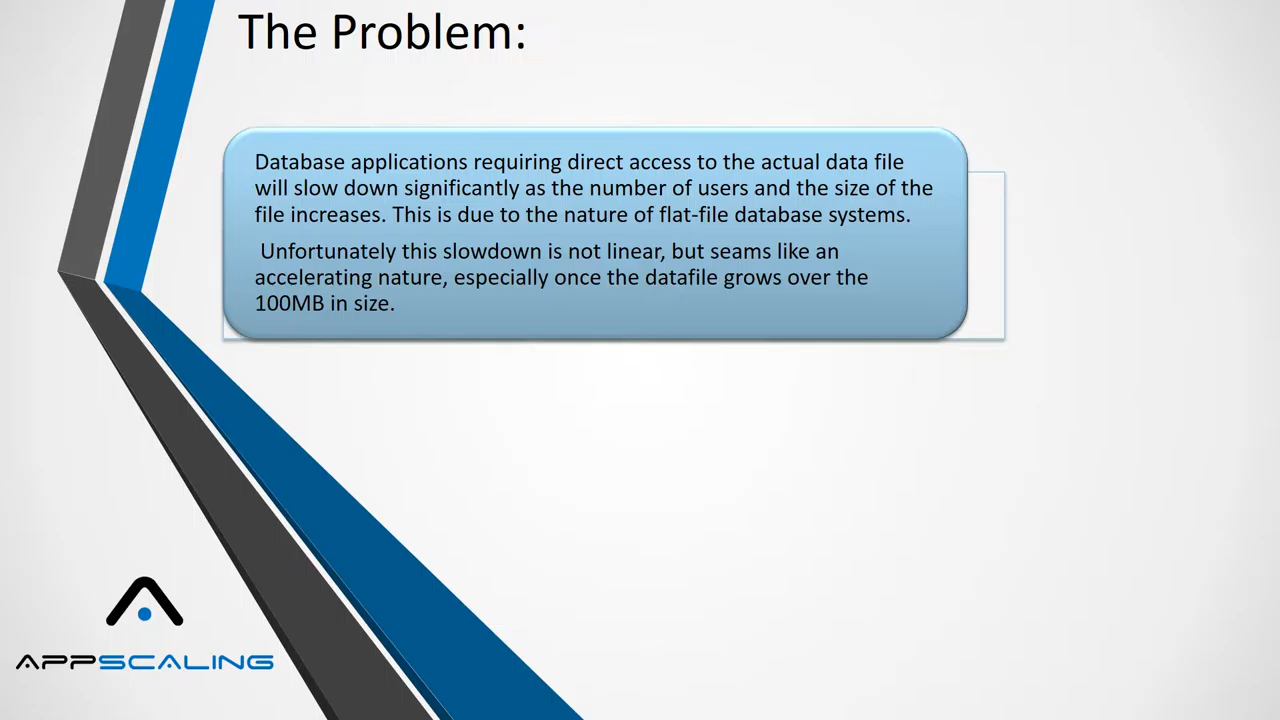 The Problem:
Database applications requiring direct access to the actual data file
will slow down significantly as the number of users and the size of the
file increases. This is due to the nature of flat-file database systems.
Unfortunately this slowdown is not linear, but seams like an
accelerating nature, especially once the datafile grows over the
100MB in size.
APPSCALING